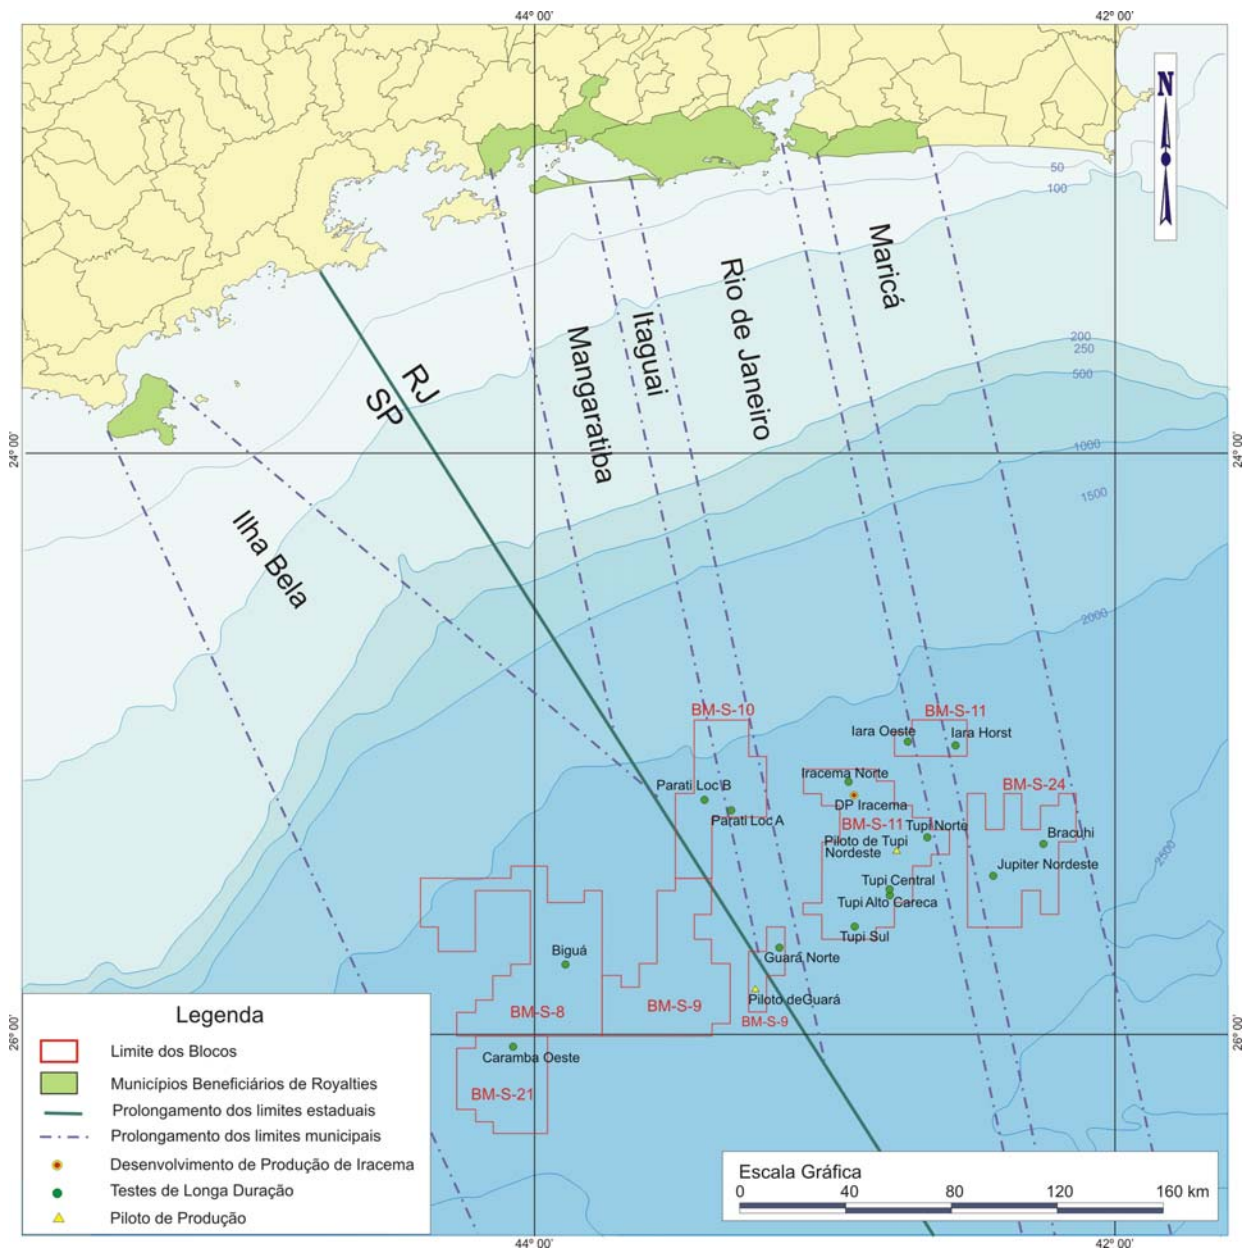 44° 00'
42° 00'
N
50
100
Maricá
Rio de Janeiro
Itaguai
Mangaratiba
RJ
SP
200
250
500
24° 00'
24° 00'
1000
1500
Ilha Bela
2000
BM-S-10
BM-S-11
Iara Oeste
Iara Horst
Iracema Norte
Parati Loc B
BM-S-24
DP Iracema
Parati Loc A
BM-S-11
Tupi Norte
Piloto de Tupi
Nordeste
Bracuhi
2500
Jupiter Nordeste
Tupi Central
Tupi Alto Careca
Tupi Sul
Biguá
Guará Norte
Piloto deGuará
BM-S-8
BM-S-9
BM-S-9
26° 00'
26° 00'
Caramba Oeste
BM-S-21
Legenda
Limite dos Blocos
Municípios Beneficiários de Royalties
Prolongamento dos limites estaduais
Prolongamento dos limites municipais
Desenvolvimento de Produção de Iracema
Testes de Longa Duração
Piloto de Produção
Escala Gráfica
0 40 80 120 160 km
44° 00'
42° 00'